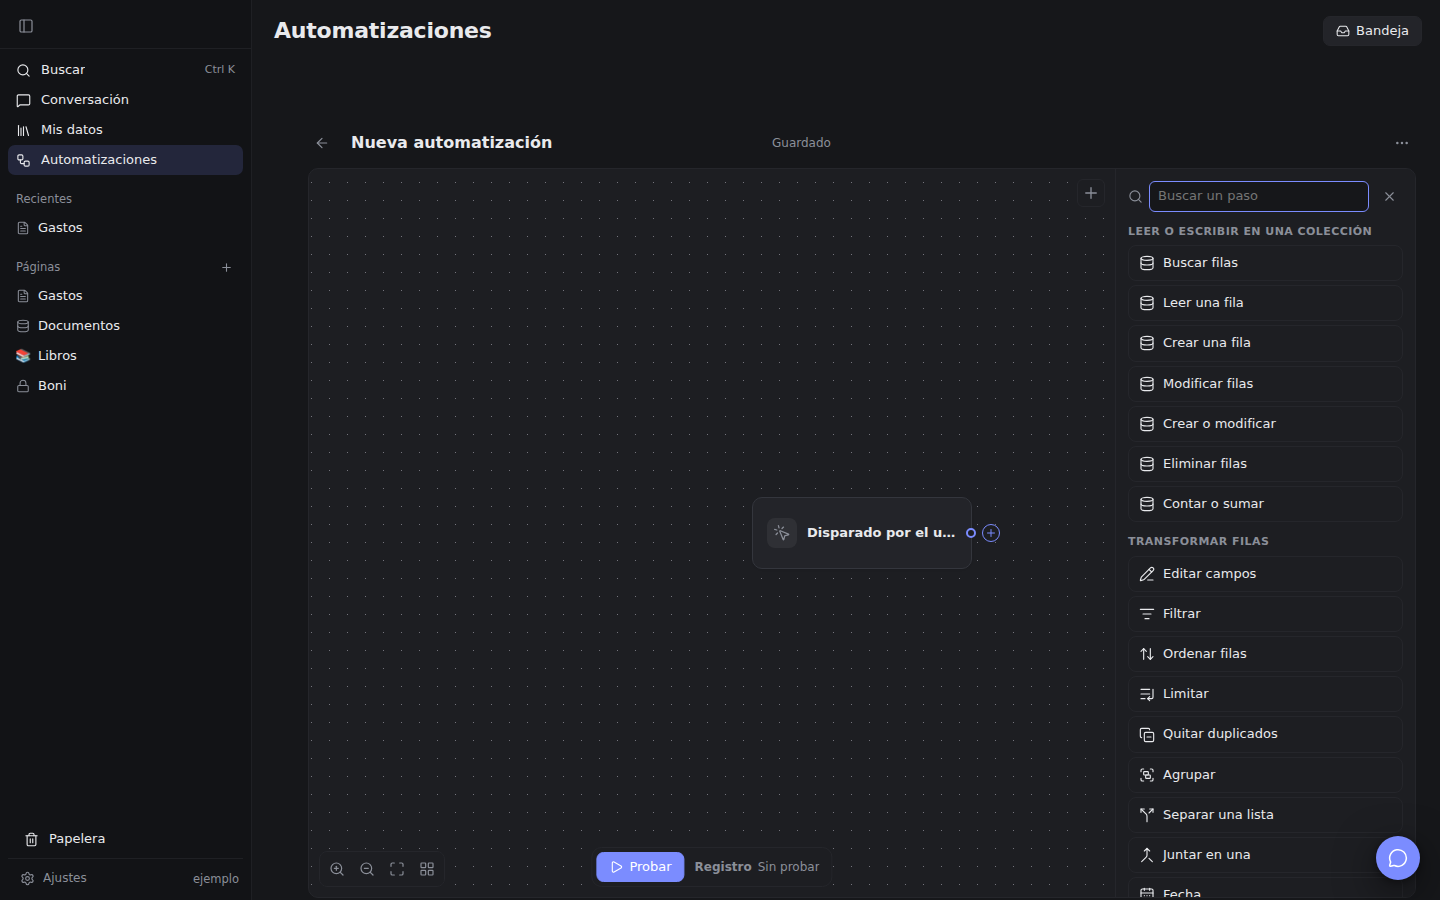 Automatizaciones
Bandeja
Buscar
Ctrl K
Conversación
Mis datos
Automatizaciones
Recientes
Gastos
Páginas
Gastos
Documentos
Libros
Boni
Papelera
Ajustes
ejemplo
Nueva automatización
Guardado
Disparado por el u...
Probar
Registro Sin probar
Buscar un paso
LEER O ESCRIBIR EN UNA COLECCIÓN
Buscar filas
Leer una fila
Crear una fila
Modificar filas
Crear o modificar
Eliminar filas
Contar o sumar
TRANSFORMAR FILAS
Editar campos
Filtrar
Ordenar filas
Limitar
Quitar duplicados
Agrupar
Separar una lista
Juntar en una
Fecha